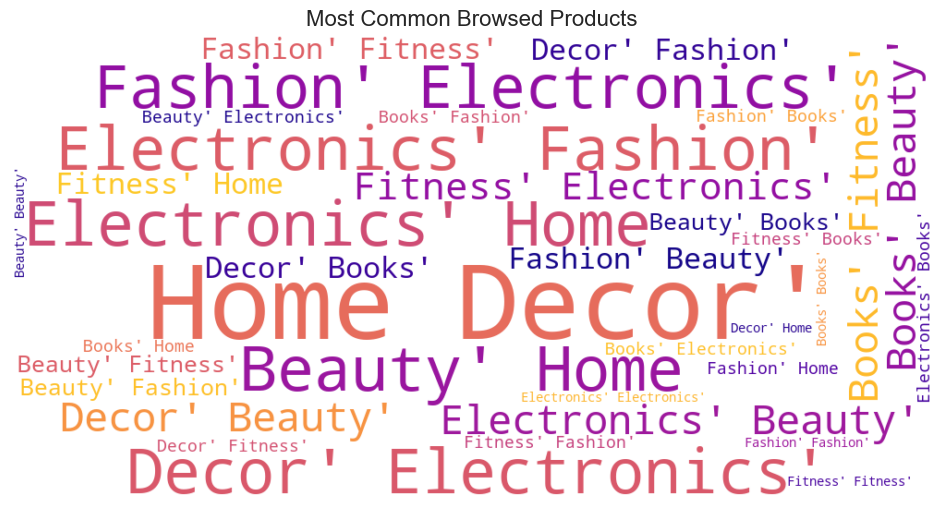 Most Common Browsed Products
Fashion' Fitness'
Decor' Fashion'
Fashion' Electronics'
Beauty' Electronics'
Books' Fashion'
Fashion' Books'
Electronics' Fashion'
Fitness' Home
Fitness' Electronics'
Electronics' Home
Beauty' Books'
Fitness' Books'
Decor' Books'
Fashion' Beauty'
Home Decor'
Decor' Home
Books' Home
Beauty' Fitness'
Beauty' Home
Books' Electronics'
Fashion' Home
Beauty' Fashion'
Electronics' Electronics'
Decor' Beauty'
Electronics' Beauty'
Decor' Fitness'
Fitness' Fashion'
Fashion' Fashion'
Decor' Electronics'
Fitness' Fitness'
Beauty' Beauty'
Books' Books'
Books' Fitness'
Books' Beauty'
Electronics' Books'